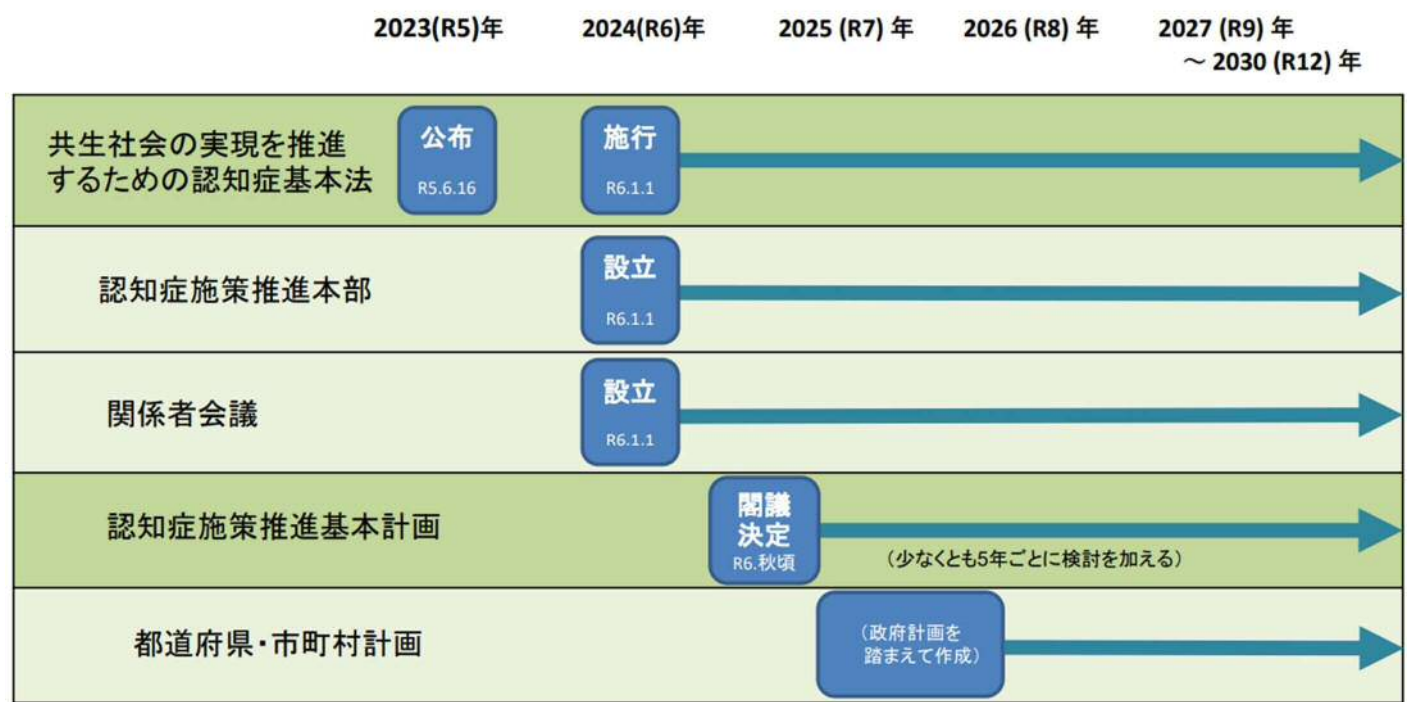 2023(R5)年
2024(R6)年
2025 (R7) 年
2026 (R8) 年
2027 (R9) 年
～ 2030 (R12) 年
共生社会の実現を推進
するための認知症基本法
公布
R5.6.16
施行
R6.1.1
認知症施策推進本部
設立
R6.1.1
関係者会議
設立
R6.1.1
認知症施策推進基本計画
閣議
決定
R6.秋頃
（少なくとも5年ごとに検討を加える）
都道府県・市町村計画
（政府計画を
踏まえて作成）